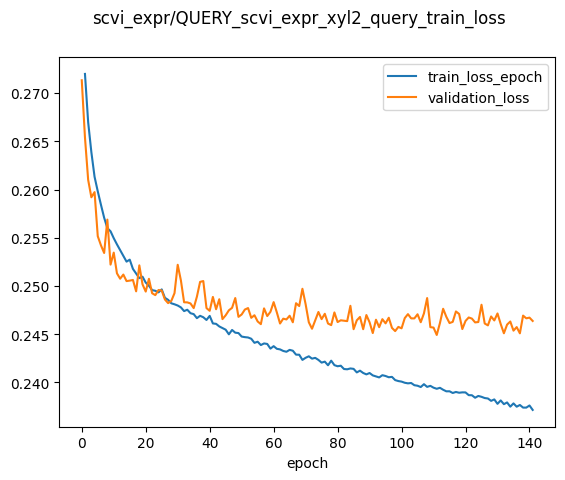 scvi_expr/QUERY_scvi_expr_xyl2_query_train_loss
train_loss_epoch
validation_loss
0.270
0.265
0.260
0.255
0.250
0.245
0.240
0 20 40 60 80 100 120 140
epoch